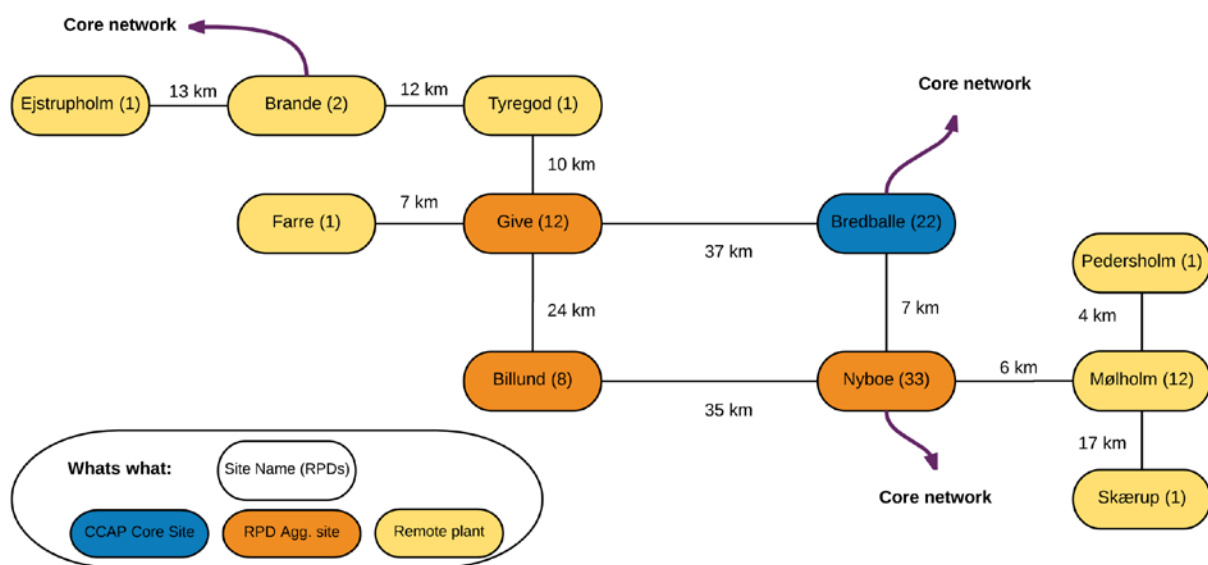 Core network
Ejstrupholm (1)
13 km
Brande (2)
12 km
Tyregod (1)
Core network
10 km
Farre (1)
7 km
Give (12)
37 km
Bredballe (22)
Pedersholm (1)
24 km
7 km
4 km
Billund (8)
35 km
Nyboe (33)
6 km
Mølholm (12)
17 km
Core network
Skærup (1)
Whats what:
Site Name (RPDs)
CCAP Core Site
RPD Agg. site
Remote plant